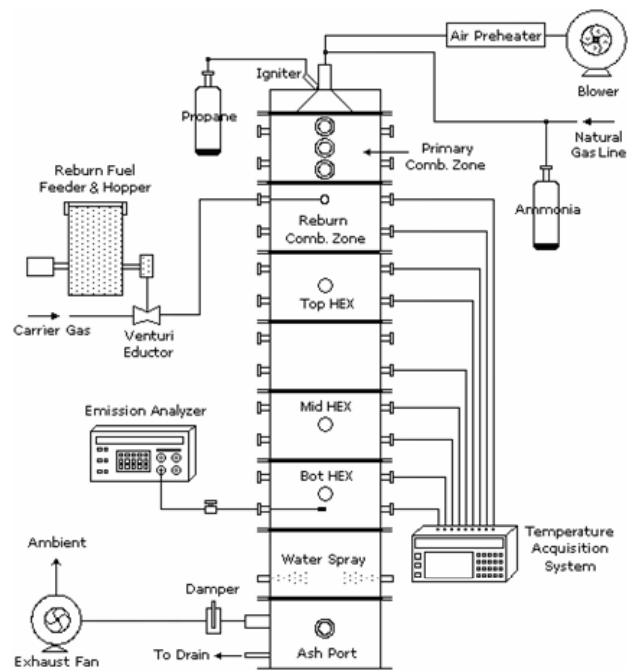 Air Preheater
Blower
Igniter
Propane
Natural
Gas Line
Primary
Comb. Zone
Ammonia
Reburn Fuel
Feeder & Hopper
Reburn
Comb. Zone
Top HEX
Carrier Gas
Venturi
Eductor
Mid HEX
Emission Analyzer
Bot HEX
Temperature
Acquisition
System
Ambient
Water Spray
Damper
Exhaust Fan
To Drain
Ash Port